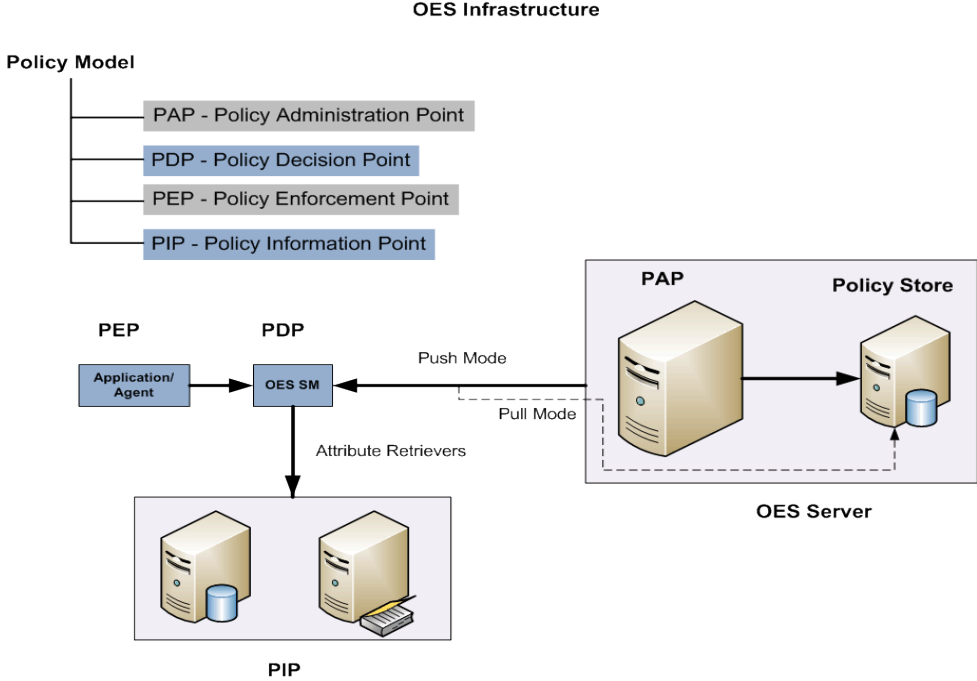 OES Infrastructure
Policy Model
PAP - Policy Administration Point
PDP - Policy Decision Point
PEP - Policy Enforcement Point
PIP - Policy Information Point
PAP
Policy Store
PEP
PDP
Push Mode
Application/
Agent
OES SM
Pull Mode
Attribute Retrievers
OES Server
PIP